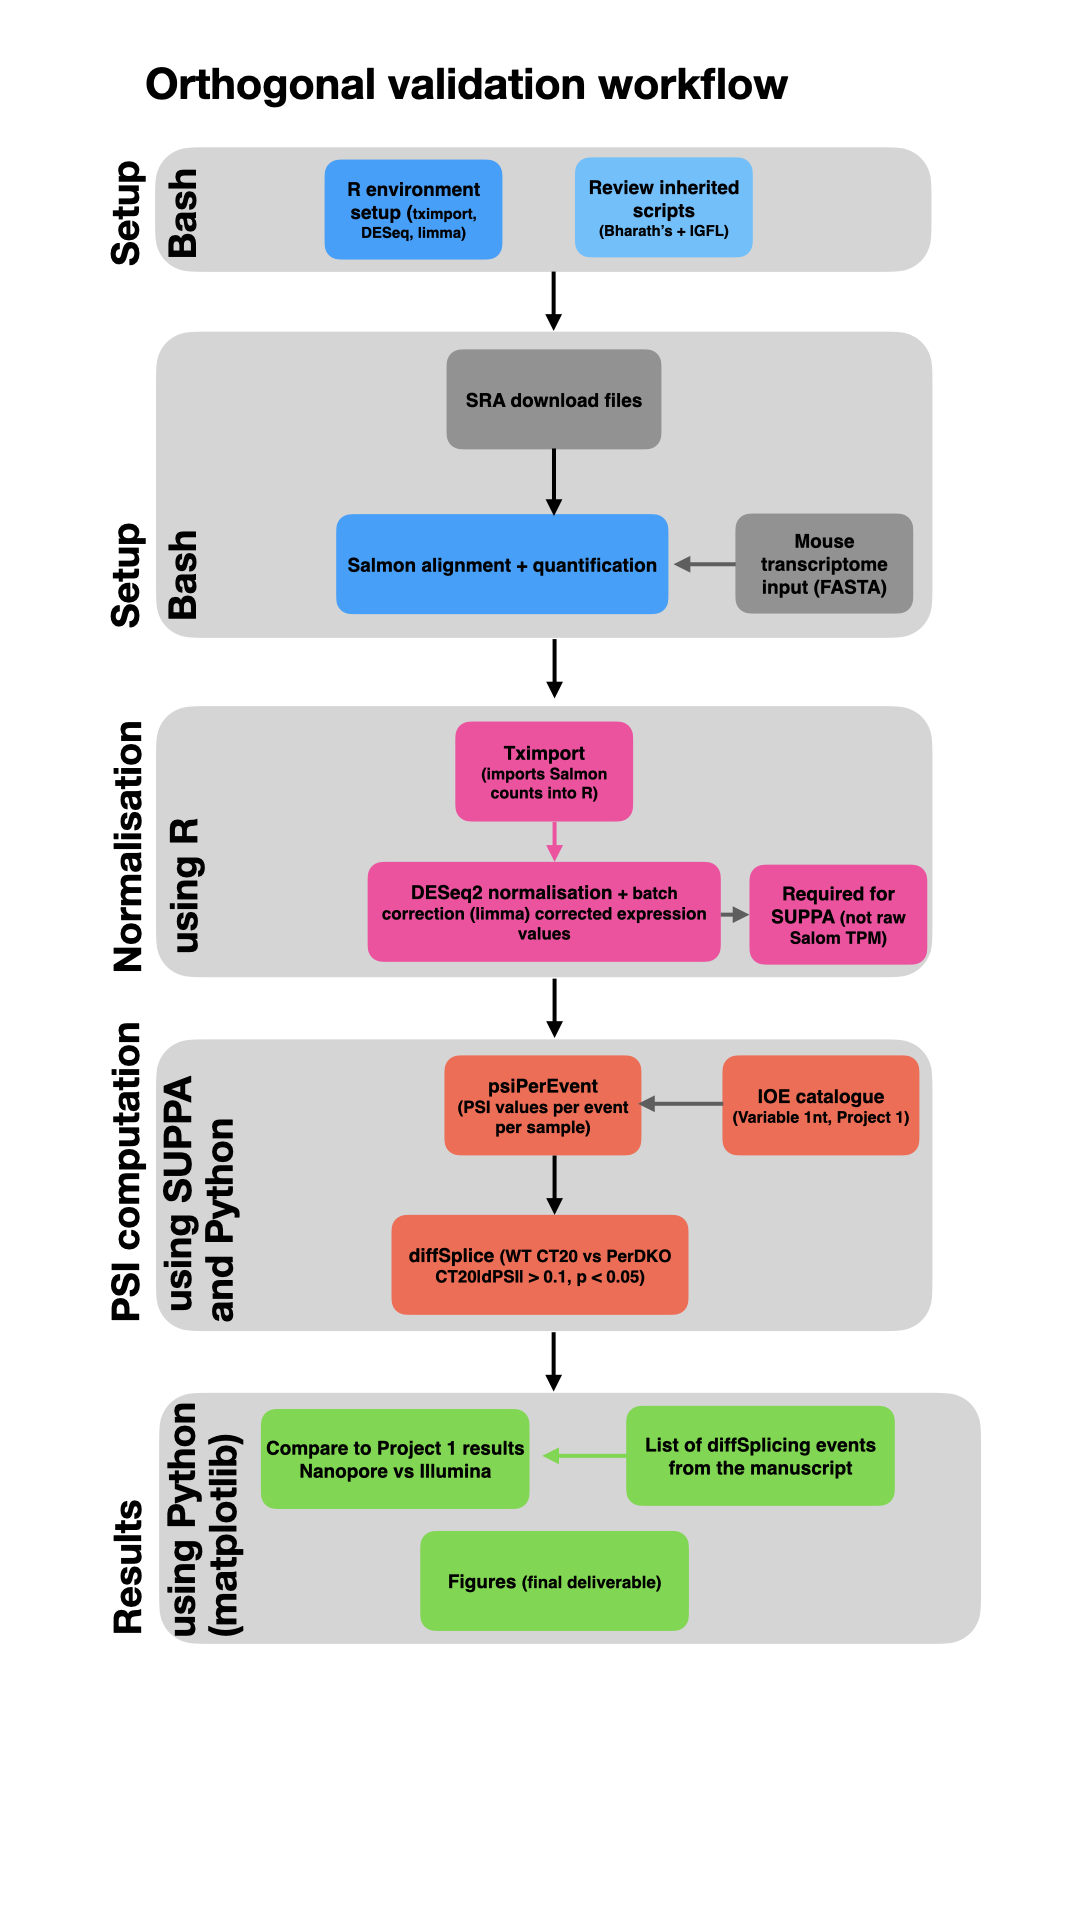 Orthogonal validation workflow
Setup
Bash
R environment
setup (tximport,
DESeq, limma)
Review inherited
scripts
(Bharath's + IGFL)
Setup
Bash
SRA download files
Salmon alignment + quantification
Mouse
transcriptome
input (FASTA)
Normalisation
using R
Tximport
(imports Salmon
counts into R)
DESeq2 normalisation + batch
correction (limma) corrected expression
values
Required for
SUPPA (not raw
Salom TPM)
PSI computation
using SUPPA
and Python
psiPerEvent
(PSI values per event
per sample)
IOE catalogue
(Variable 1nt, Project 1)
diffSplice (WT CT20 vs PerDKO
CT20|dPSI| > 0.1, p < 0.05)
Results
using Python
(matplotlib)
Compare to Project 1 results
Nanopore vs Illumina
List of diffSplicing events
from the manuscript
Figures (final deliverable)